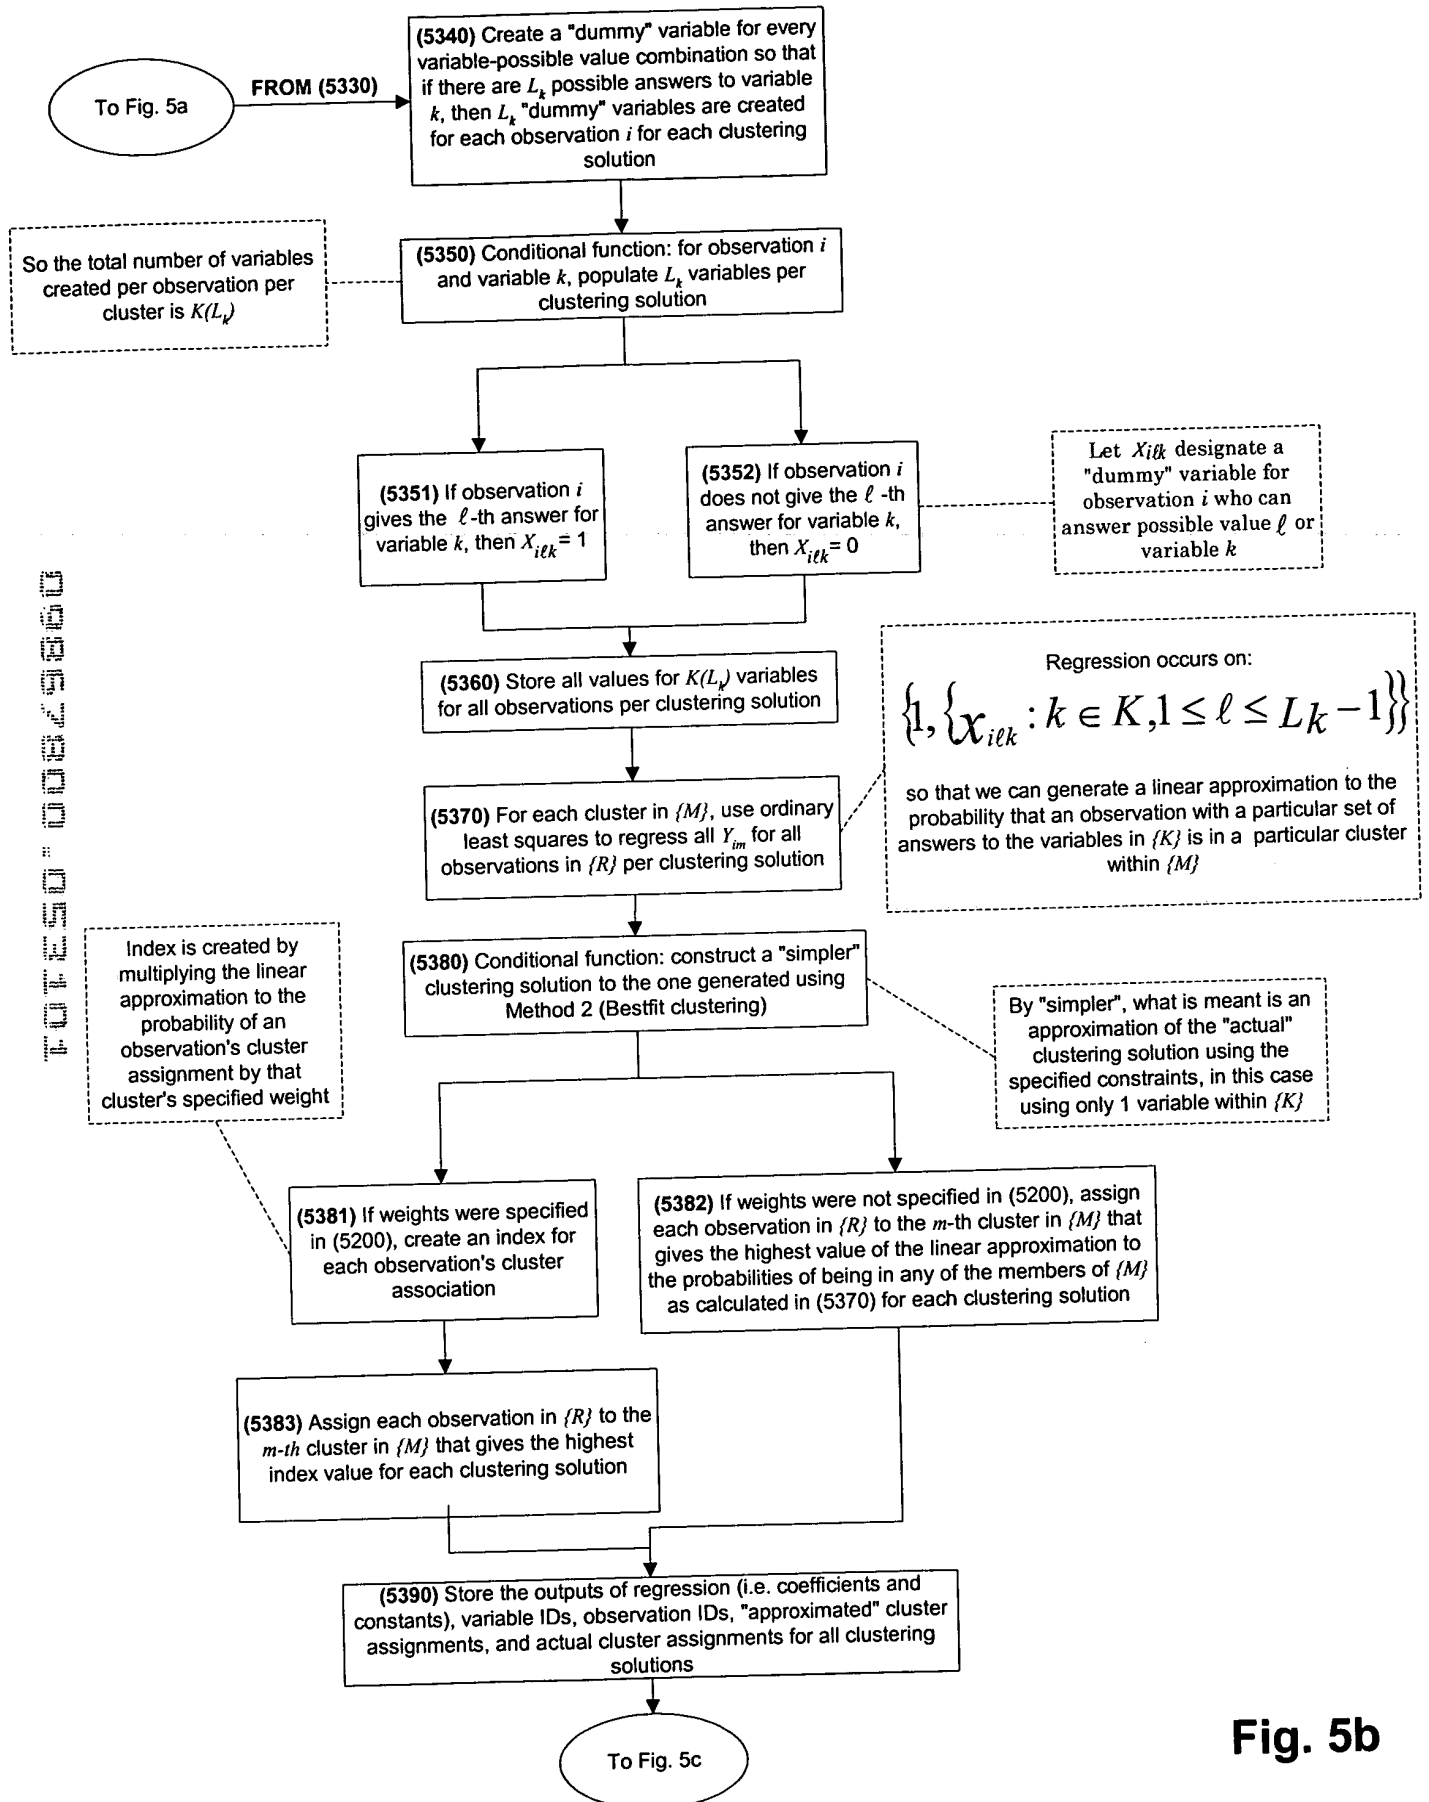 (5340) Create a "dummy" variable for every
variable-possible value combination so that
if there are Lk possible answers to variable
k, then Lk "dummy" variables are created
for each observation i for each clustering
solution
To Fig. 5a
FROM (5330)
So the total number of variables
created per observation per
cluster is K(Lk)
(5350) Conditional function: for observation i
and variable k, populate Lk variables per
clustering solution
(5351) If observation i
gives the ℓ-th answer for
variable k, then Xiℓk = 1
(5352) If observation i
does not give the ℓ -th
answer for variable k,
then Xiℓk = 0
Let Xiℓk designate a
"dummy" variable for
observation i who can
answer possible value ℓ or
variable k
09867800.053101
(5360) Store all values for K(Lk) variables
for all observations per clustering solution
Regression occurs on:
{1,{xiℓk : k ∈ K,1 ≤ ℓ ≤ Lk −1}}
so that we can generate a linear approximation to the
probability that an observation with a particular set of
answers to the variables in {K} is in a particular cluster
within {M}
(5370) For each cluster in {M}, use ordinary
least squares to regress all Yim for all
observations in {R} per clustering solution
Index is created by
multiplying the linear
approximation to the
probability of an
observation's cluster
assignment by that
cluster's specified weight
(5380) Conditional function: construct a "simpler"
clustering solution to the one generated using
Method 2 (Bestfit clustering)
By "simpler", what is meant is an
approximation of the "actual"
clustering solution using the
specified constraints, in this case
using only 1 variable within {K}
(5381) If weights were specified
in (5200), create an index for
each observation's cluster
association
(5382) If weights were not specified in (5200), assign
each observation in {R} to the m-th cluster in {M} that
gives the highest value of the linear approximation to
the probabilities of being in any of the members of {M}
as calculated in (5370) for each clustering solution
(5383) Assign each observation in {R} to the
m-th cluster in {M} that gives the highest
index value for each clustering solution
(5390) Store the outputs of regression (i.e. coefficients and
constants), variable IDs, observation IDs, "approximated" cluster
assignments, and actual cluster assignments for all clustering
solutions
To Fig. 5c
Fig. 5b